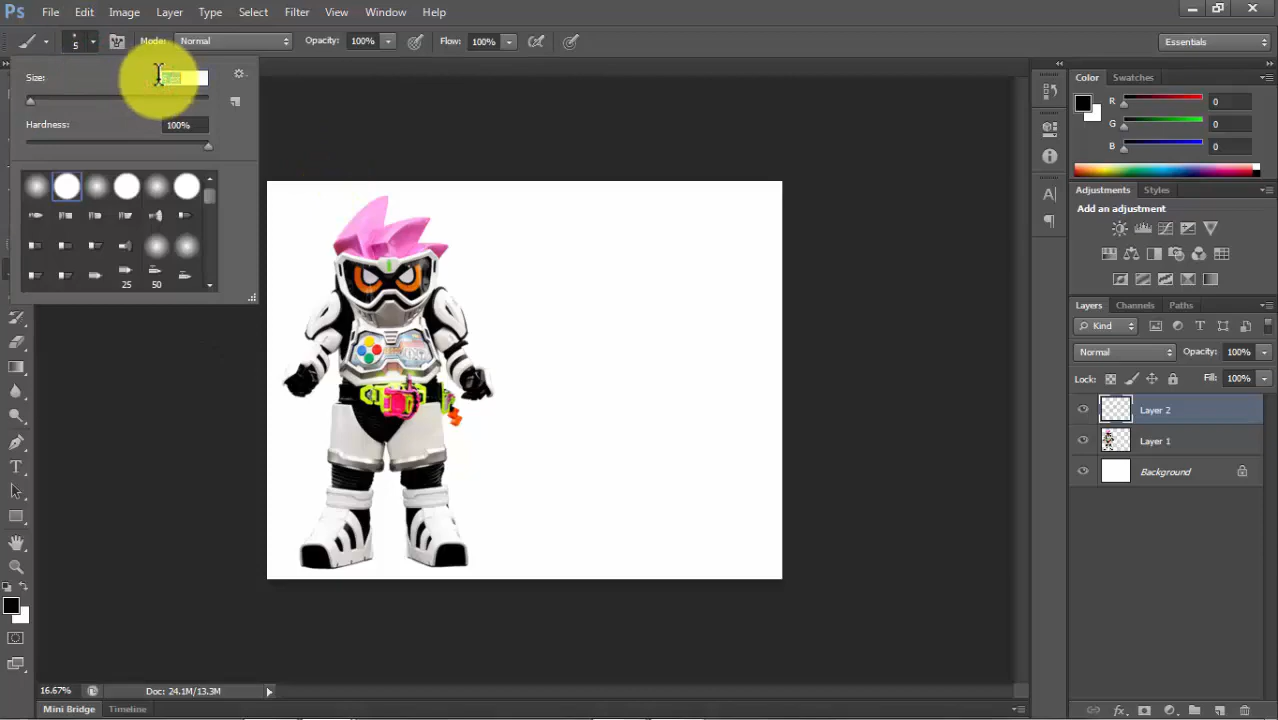 Ps File Edit Image Layer Type Select Filter View Window Help
5 Mode: Normal Opacity: 100% Flow: 100% Essentials
Size:
Hardness: 100%
25 50
Color Swatches
R 0
G 0
B 0
Adjustments Styles
Add an adjustment
Layers Channels Paths
Kind
Normal Opacity: 100%
Lock: Fill: 100%
Layer 2
Layer 1
Background
16.67% Doc: 24.1M/13.3M
Mini Bridge Timeline